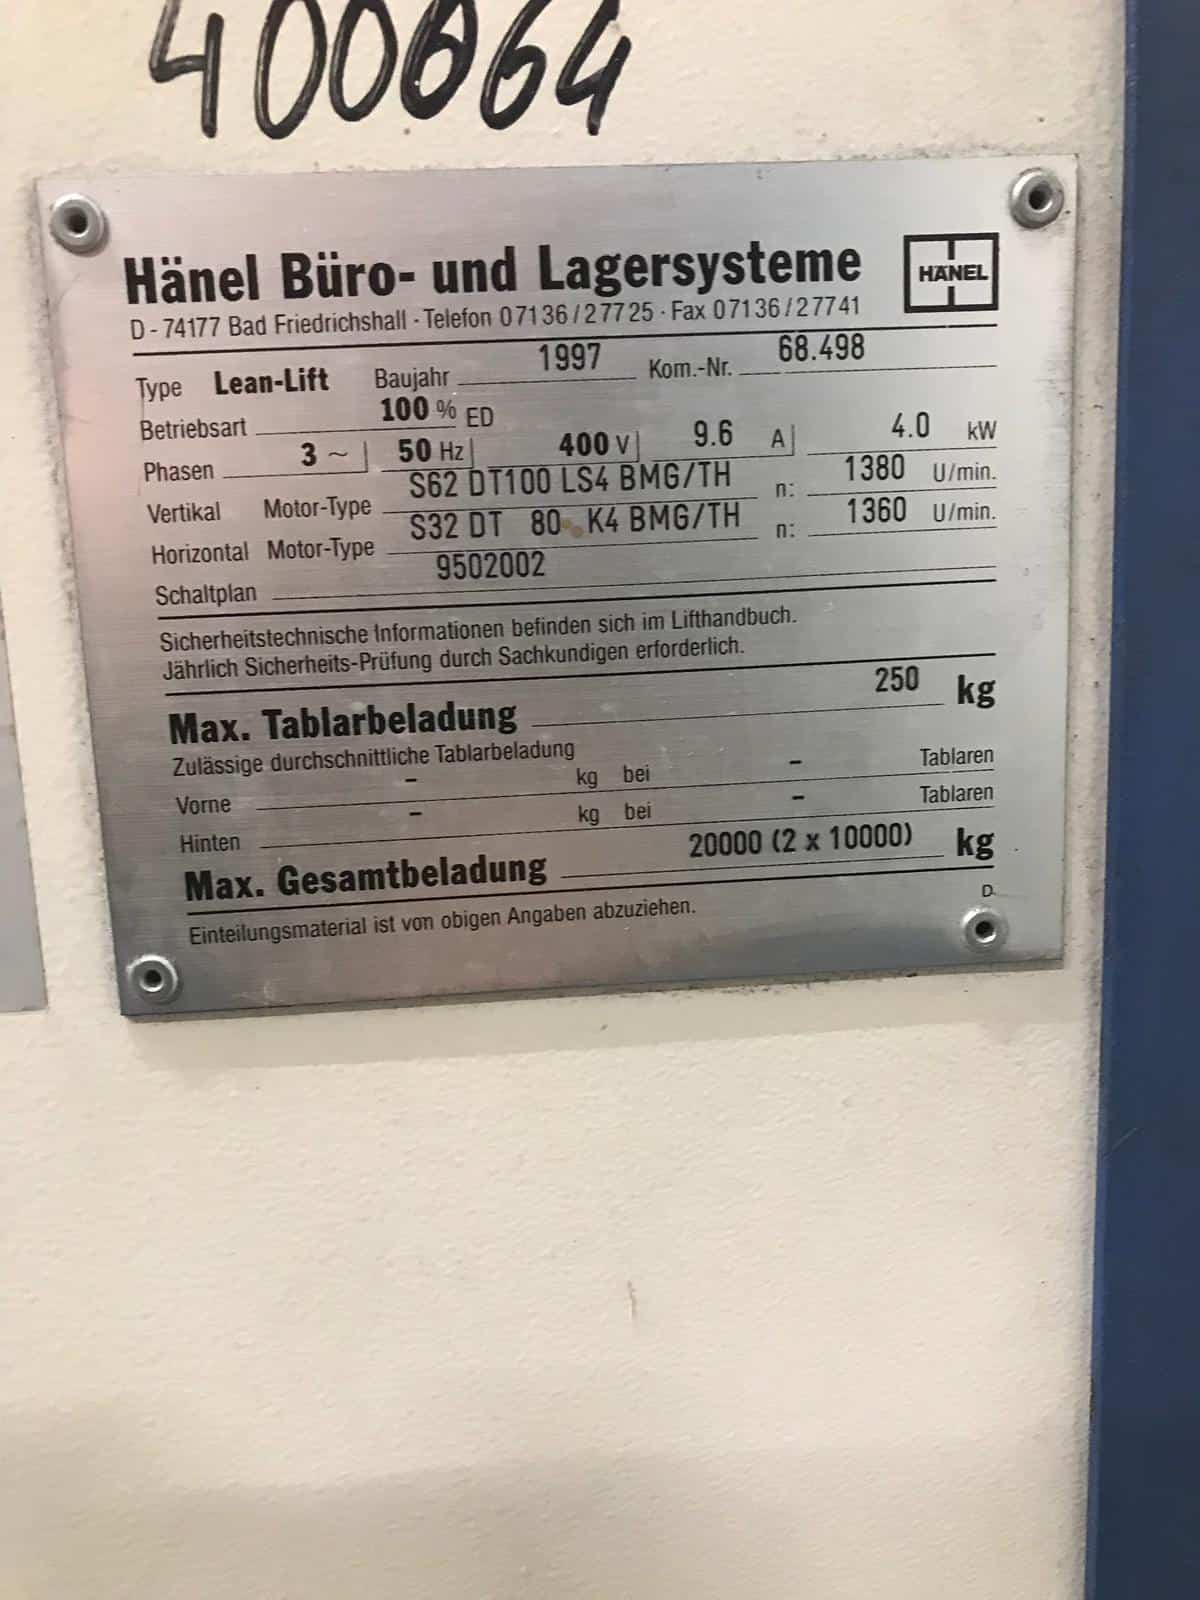 400064
Hänel Büro- und Lagersysteme
HÄNEL
D - 74177 Bad Friedrichshall · Telefon 07136/27725 · Fax 07136/27741
Type Lean-Lift Baujahr 1997 Kom.-Nr. 68.498
Betriebsart 100 % ED
Phasen 3 ~ 50 Hz 400 V 9.6 A 4.0 kW
Vertikal Motor-Type S62 DT100 LS4 BMG/TH n: 1380 U/min.
Horizontal Motor-Type S32 DT 80 K4 BMG/TH n: 1360 U/min.
Schaltplan 9502002
Sicherheitstechnische Informationen befinden sich im Lifthandbuch.
Jährlich Sicherheits-Prüfung durch Sachkundigen erforderlich.
Max. Tablarbeladung 250 kg
Zulässige durchschnittliche Tablarbeladung
Vorne - kg bei - Tablaren
Hinten - kg bei - Tablaren
Max. Gesamtbeladung 20000 (2 x 10000) kg
Einteilungsmaterial ist von obigen Angaben abzuziehen.
D.